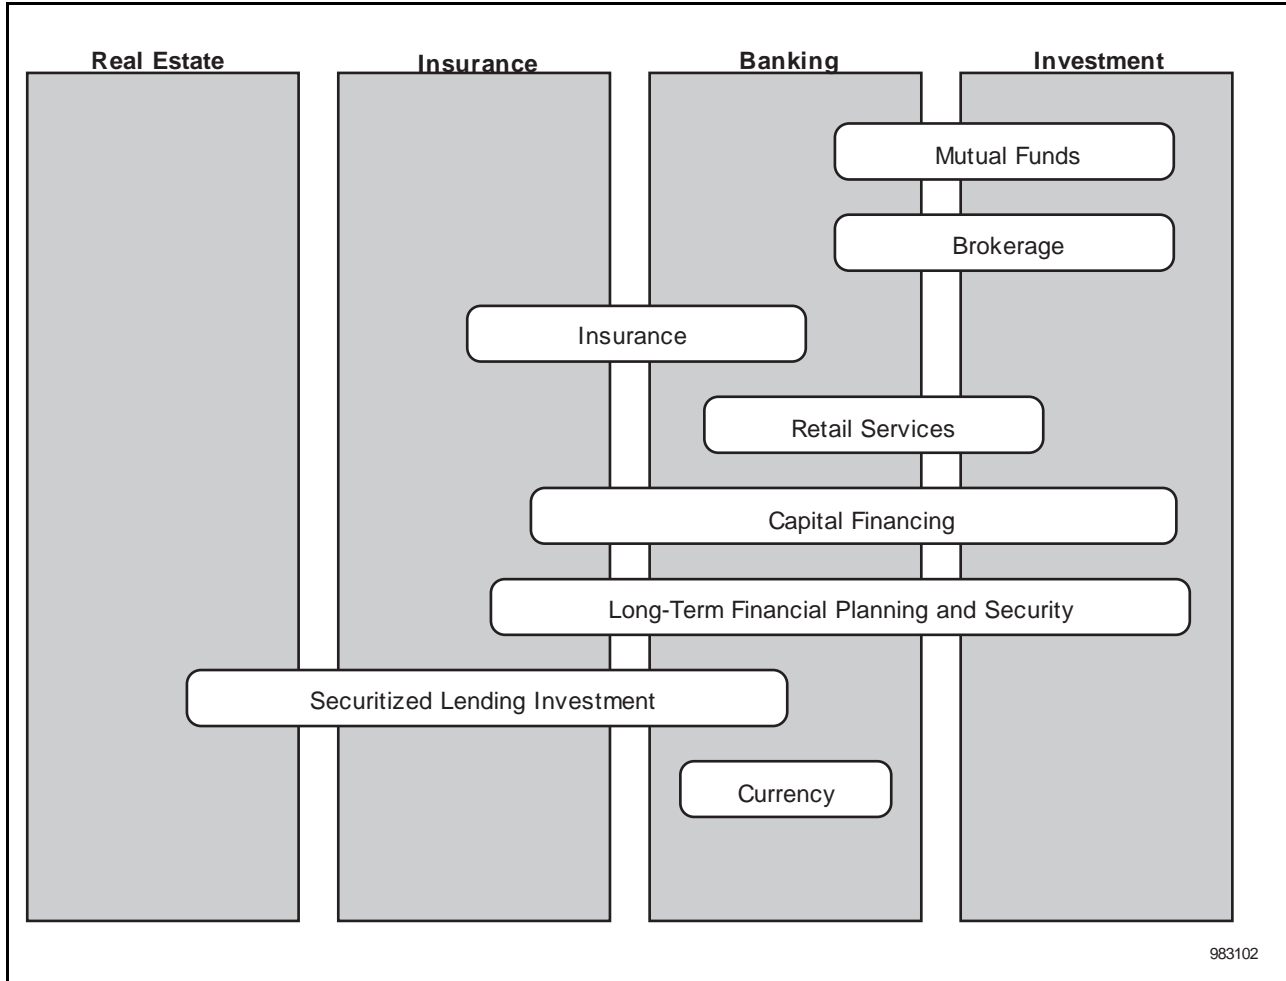 Real Estate
Insurance
Banking
Investment
Mutual Funds
Brokerage
Insurance
Retail Services
Capital Financing
Long-Term Financial Planning and Security
Securitized Lending Investment
Currency
983102